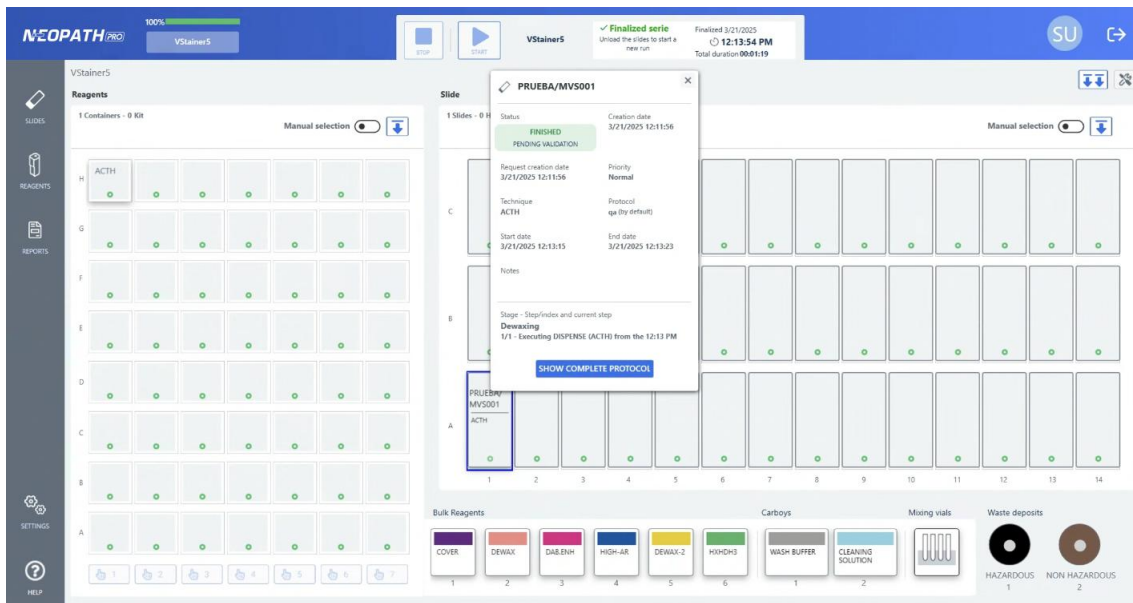 NEOPATH PRO
100%
VStainer5
STOP
START
VStainer5
✓ Finalized serie
Unload the slides to start a
new run
Finalized 3/21/2025
12:13:54 PM
Total duration 00:01:19
SU
SLIDES
REAGENTS
REPORTS
SETTINGS
HELP
VStainer5
Reagents
1 Containers - 0 Kit
Manual selection
H
ACTH
G
F
E
D
C
B
A
1 2 3 4 5 6 7
Slide
1 Slides - 0 H
Manual selection
C
B
A
PRUEBA/
MVS001
ACTH
1 2 3 4 5 6 7 8 9 10 11 12 13 14
PRUEBA/MVS001
×
Status
FINISHED
PENDING VALIDATION
Creation date
3/21/2025 12:11:56
Request creation date
3/21/2025 12:11:56
Priority
Normal
Technique
ACTH
Protocol
qa (by default)
Start date
3/21/2025 12:13:15
End date
3/21/2025 12:13:23
Notes
Stage - Step/index and current step
Dewaxing
1/1 - Executing DISPENSE (ACTH) from the 12:13 PM
SHOW COMPLETE PROTOCOL
Bulk Reagents
COVER
DEWAX
DAB.ENH
HIGH-AR
DEWAX-2
HXHDH3
1 2 3 4 5 6
Carboys
WASH BUFFER
CLEANING
SOLUTION
1 2
Mixing vials
Waste deposits
HAZARDOUS
1
NON HAZARDOUS
2